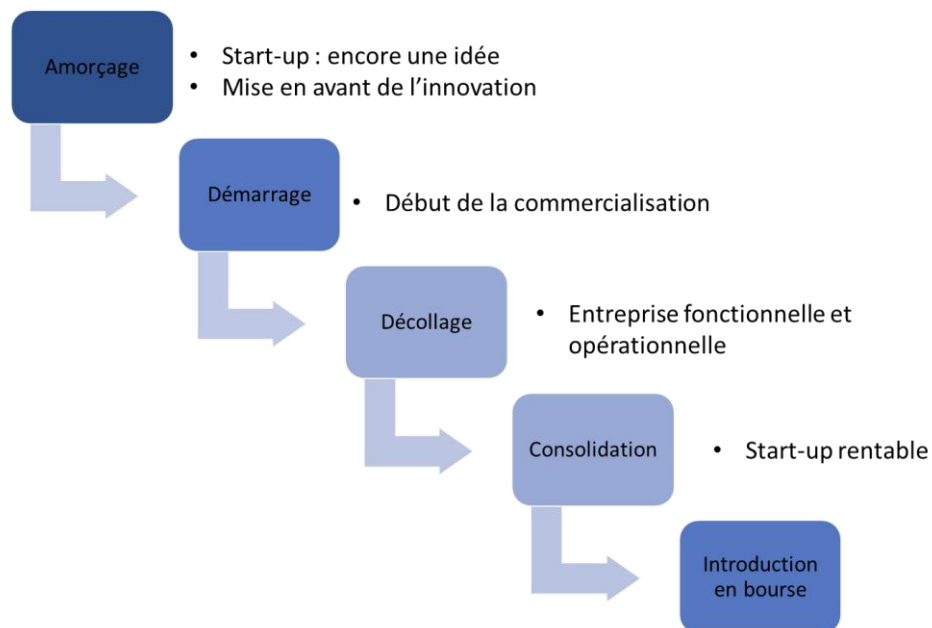 Amorçage
• Start-up : encore une idée
• Mise en avant de l’innovation
Démarrage
• Début de la commercialisation
Décollage
• Entreprise fonctionnelle et
opérationnelle
Consolidation
• Start-up rentable
Introduction
en bourse